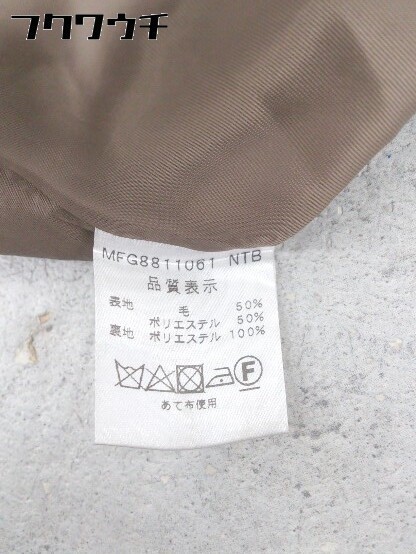 フクワウチ
MFG8811061 NTB
品質表示
表地 毛 50%
ポリエステル 50%
裏地 ポリエステル 100%
F
あて布使用